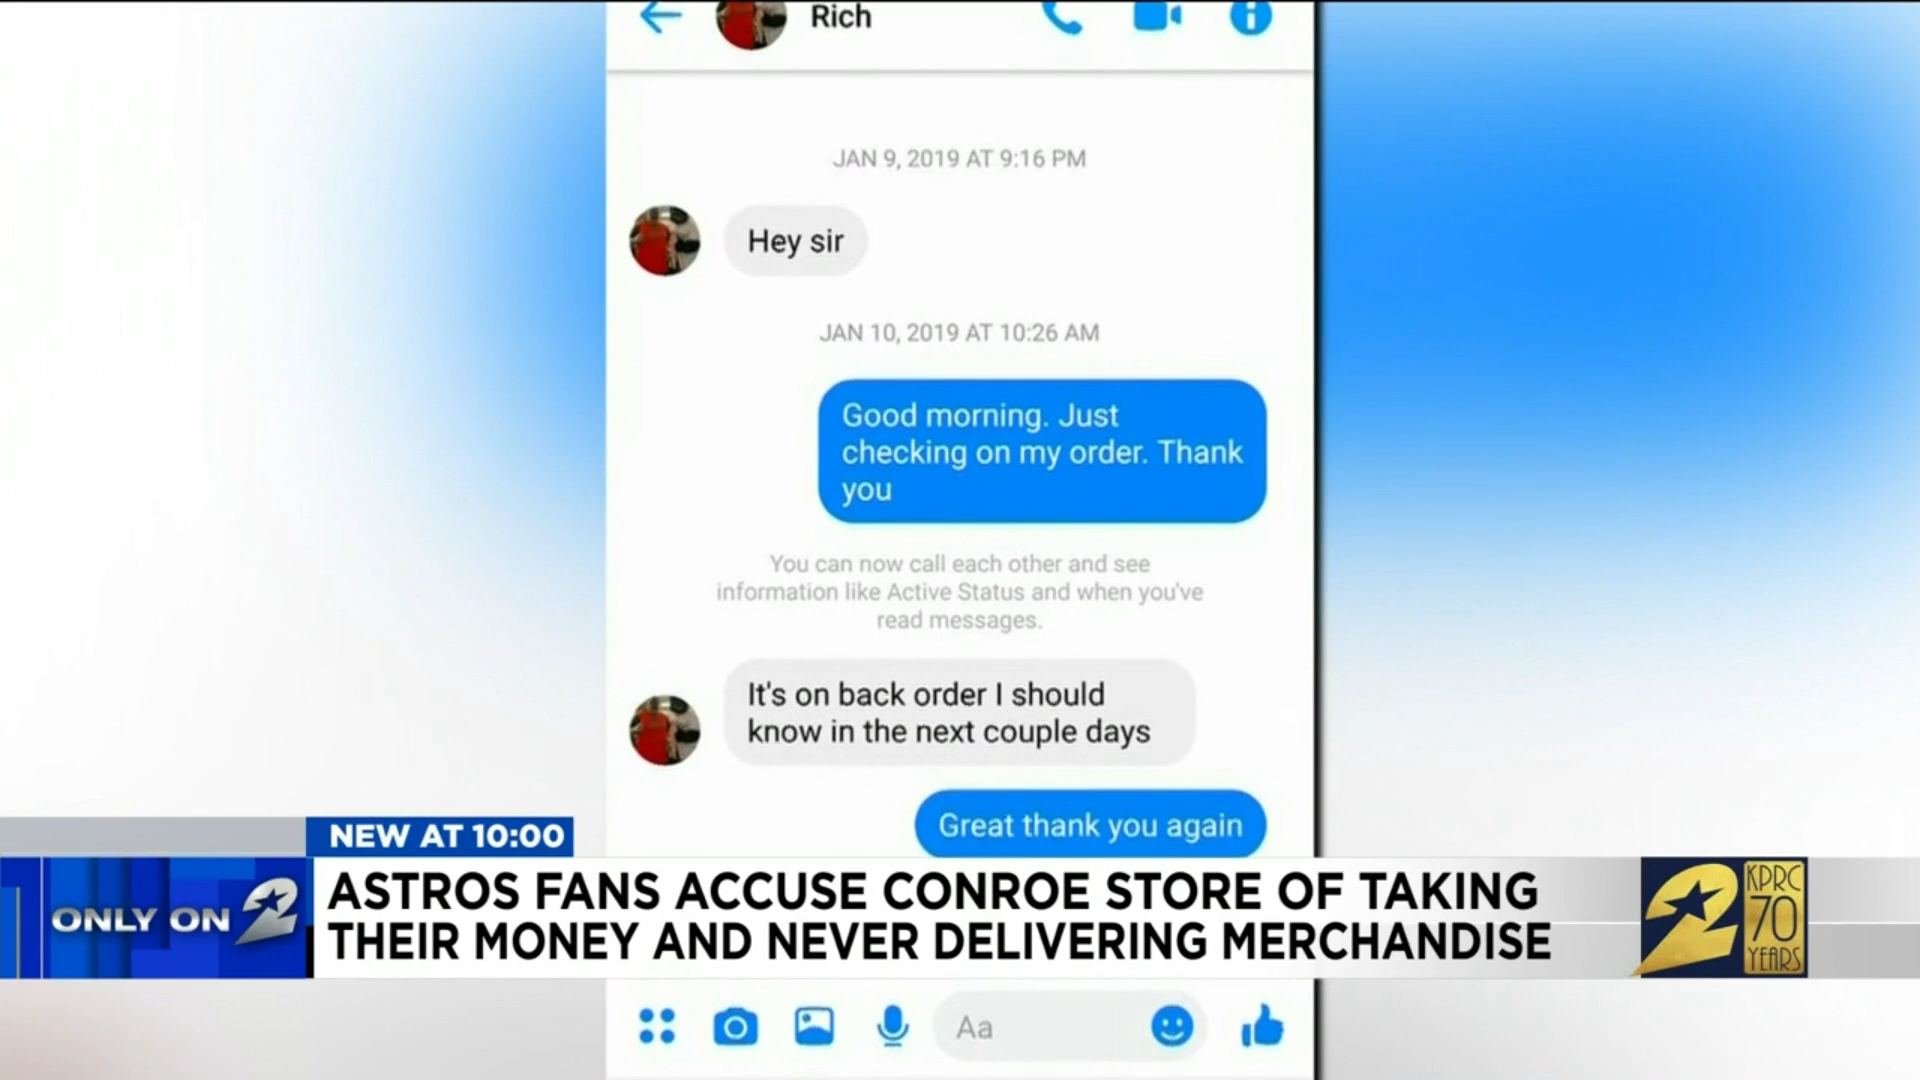 Rich
JAN 9, 2019 AT 9:16 PM
Hey sir
JAN 10, 2019 AT 10:26 AM
Good morning. Just
checking on my order. Thank
you
You can now call each other and see
information like Active Status and when you've
read messages.
It's on back order I should
know in the next couple days
Great thank you again
NEW AT 10:00
ONLY ON 2
ASTROS FANS ACCUSE CONROE STORE OF TAKING
THEIR MONEY AND NEVER DELIVERING MERCHANDISE
2
KPRC
70
YEARS
Aa